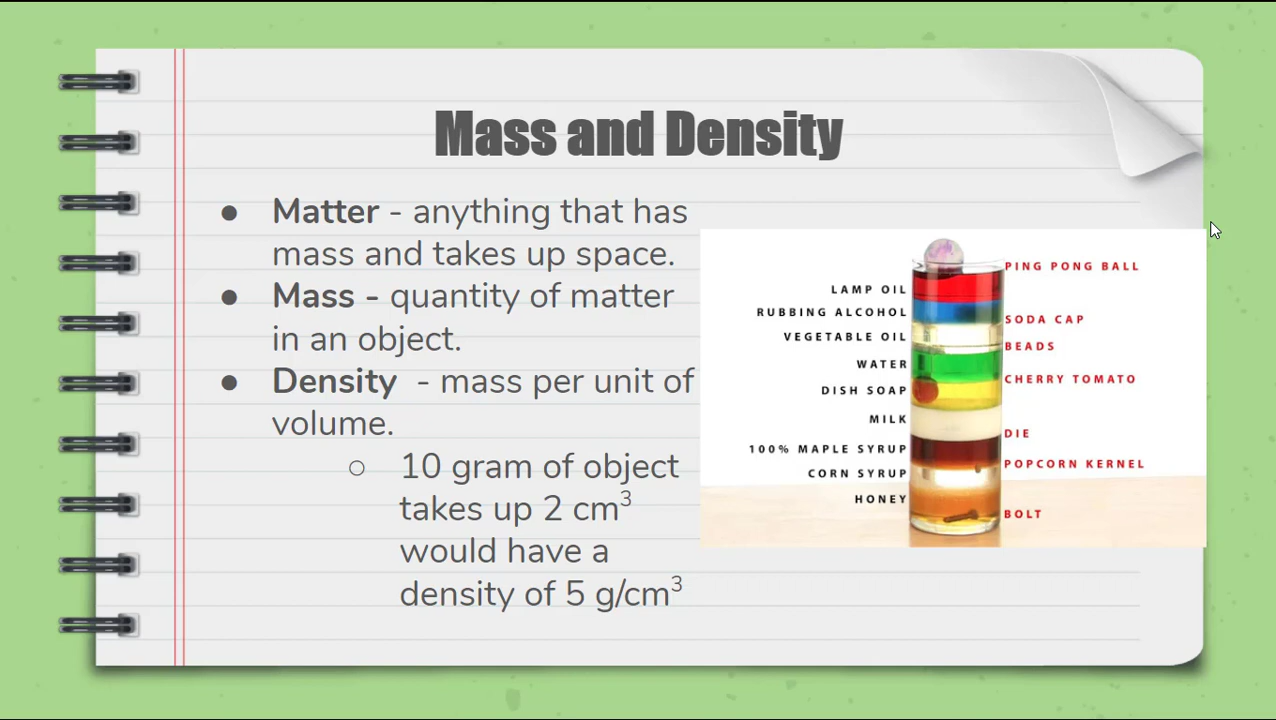 Mass and Density
● Matter - anything that has
mass and takes up space.
● Mass - quantity of matter
in an object.
● Density - mass per unit of
volume.
○ 10 gram of object
takes up 2 cm³
would have a
density of 5 g/cm³
PING PONG BALL
LAMP OIL
RUBBING ALCOHOL
SODA CAP
VEGETABLE OIL
BEADS
WATER
CHERRY TOMATO
DISH SOAP
MILK
DIE
100% MAPLE SYRUP
POPCORN KERNEL
CORN SYRUP
HONEY
BOLT